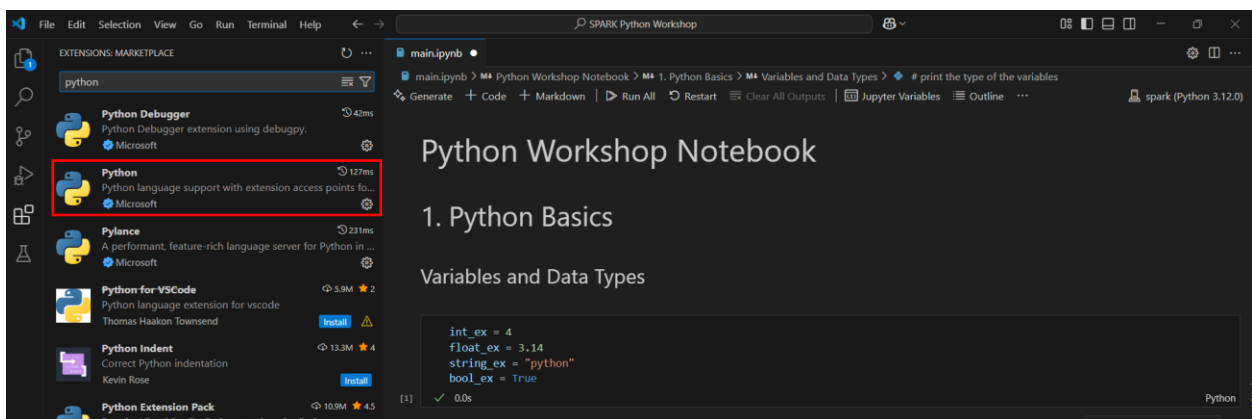 File Edit Selection View Go Run Terminal Help
SPARK Python Workshop
EXTENSIONS: MARKETPLACE
python
Python Debugger 42ms
Python Debugger extension using debugpy.
Microsoft
Python 127ms
Python language support with extension access points fo...
Microsoft
Pylance 231ms
A performant, feature-rich language server for Python in ...
Microsoft
Python for VSCode 5.9M 2
Python language extension for vscode
Thomas Haakon Townsend Install
Python Indent 13.3M 4
Correct Python indentation
Kevin Rose Install
Python Extension Pack 10.9M 4.5
1
main.ipynb
main.ipynb > M↓ Python Workshop Notebook > M↓ 1. Python Basics > M↓ Variables and Data Types > # print the type of the variables
Generate + Code + Markdown | Run All Restart Clear All Outputs | Jupyter Variables Outline ... spark (Python 3.12.0)
Python Workshop Notebook
1. Python Basics
Variables and Data Types
int_ex = 4
float_ex = 3.14
string_ex = "python"
bool_ex = True
[1] ✓ 0.0s Python